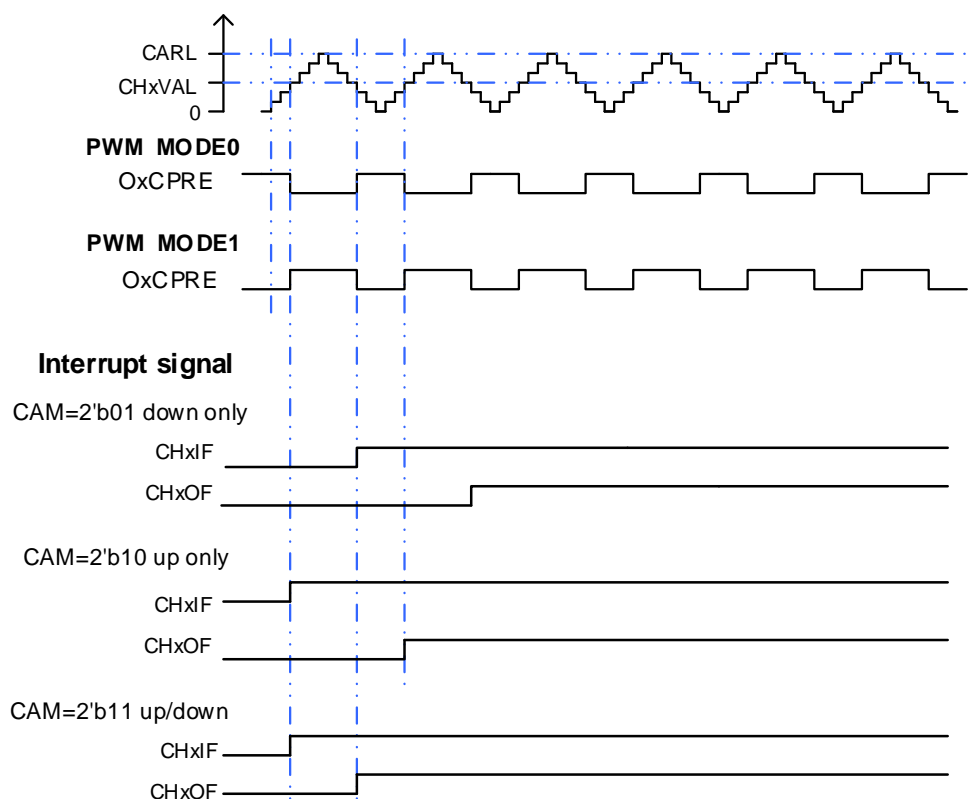 CARL
CHxVAL
0
PWM MODE0
OxCPRE
PWM MODE1
OxCPRE
Interrupt signal
CAM=2'b01 down only
CHxIF
CHxOF
CAM=2'b10 up only
CHxIF
CHxOF
CAM=2'b11 up/down
CHxIF
CHxOF